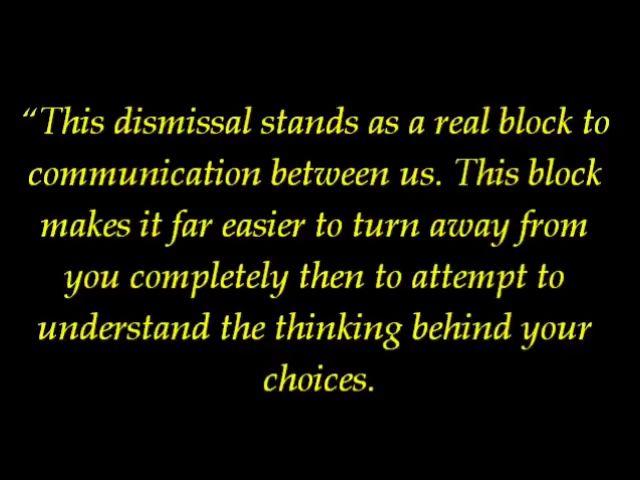 “This dismissal stands as a real block to
communication between us. This block
makes it far easier to turn away from
you completely then to attempt to
understand the thinking behind your
choices.